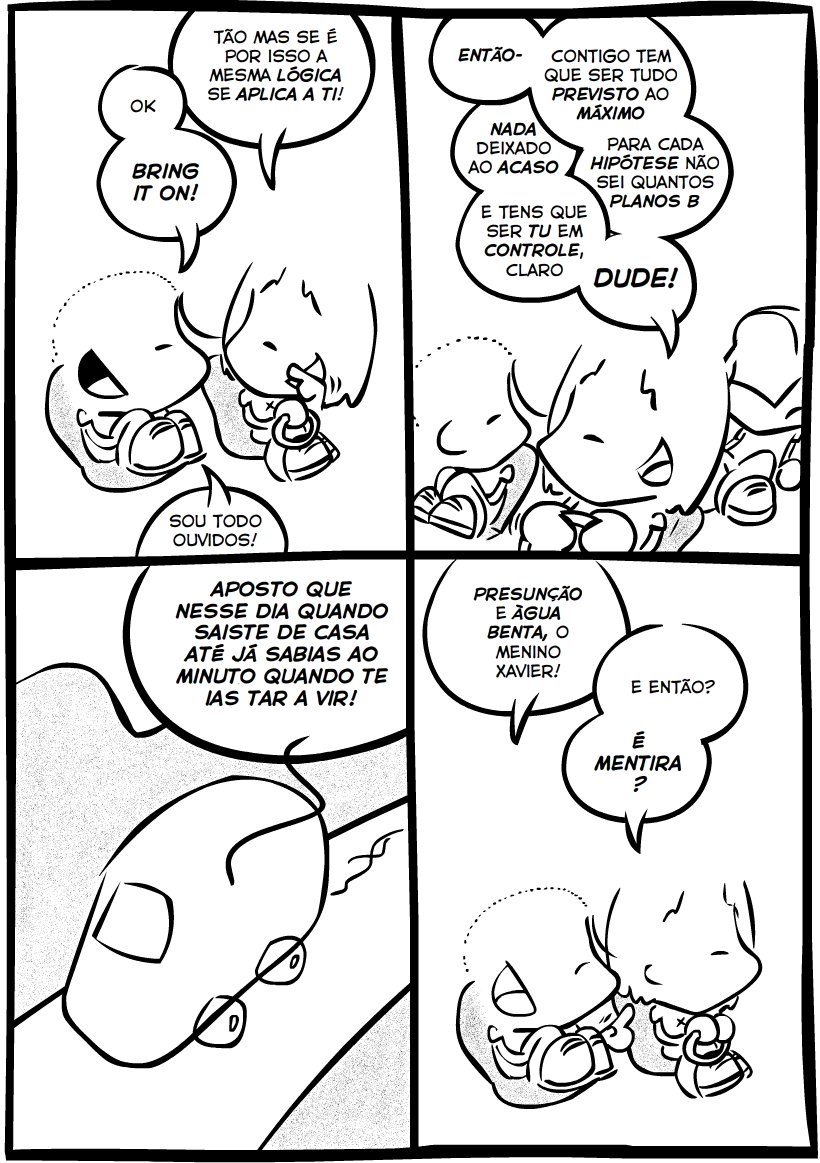 TÃO MAS SE É
POR ISSO A
MESMA LÓGICA
SE APLICA A TI!
OK
BRING
IT ON!
SOU TODO
OUVIDOS!
ENTÃO-
CONTIGO TEM
QUE SER TUDO
PREVISTO AO
MÁXIMO
NADA
DEIXADO
AO ACASO
PARA CADA
HIPÓTESE NÃO
SEI QUANTOS
PLANOS B
E TENS QUE
SER TU EM
CONTROLE,
CLARO
DUDE!
APOSTO QUE
NESSE DIA QUANDO
SAISTE DE CASA
ATÉ JÁ SABIAS AO
MINUTO QUANDO TE
IAS TAR A VIR!
PRESUNÇÃO
E ÀGUA
BENTA, O
MENINO
XAVIER!
E ENTÃO?
É
MENTIRA
?